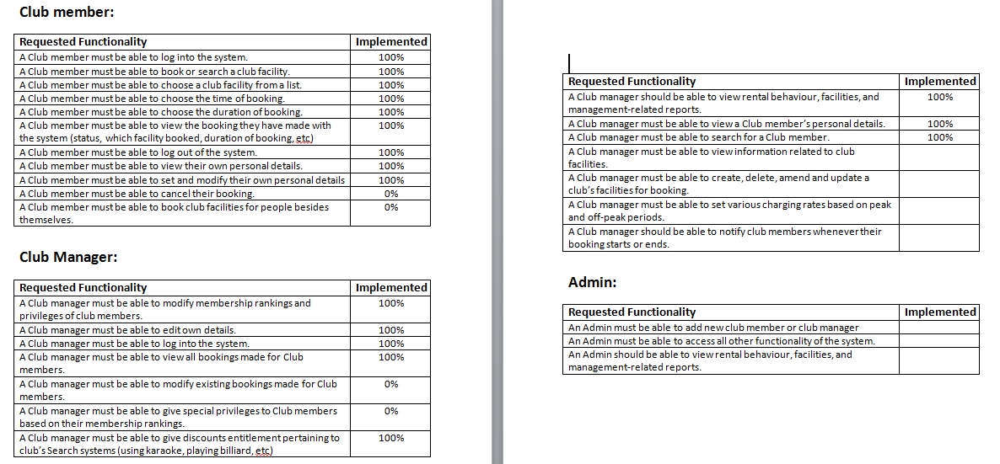 Club member:
Requested Functionality Implemented
A Club member must be able to log into the system. 100%
A Club member must be able to book or search a club facility. 100%
A Club member must be able to choose a club facility from a list. 100%
A Club member must be able to choose the time of booking. 100%
A Club member must be able to choose the duration of booking. 100%
A Club member must be able to view the booking they have made with 100%
the system (status, which facility booked, duration of booking, etc)
A Club member must be able to log out of the system. 100%
A Club member must be able to view their own personal details. 100%
A Club member must be able to set and modify their own personal details 100%
A Club member must be able to cancel their booking. 0%
A Club member must be able to book club facilities for people besides 0%
themselves.
Club Manager:
Requested Functionality Implemented
A Club manager must be able to modify membership rankings and 100%
privileges of club members.
A Club manager must be able to edit own details. 100%
A Club manager must be able to log into the system. 100%
A Club manager must be able to view all bookings made for Club 100%
members.
A Club manager must be able to modify existing bookings made for Club 0%
members.
A Club manager must be able to give special privileges to Club members 0%
based on their membership rankings.
A Club manager must be able to give discounts entitlement pertaining to 100%
club's Search systems (using karaoke, playing billiard, etc)
Requested Functionality Implemented
A Club manager should be able to view rental behaviour, facilities, and 100%
management-related reports.
A Club manager must be able to view a Club member's personal details. 100%
A Club manager must be able to search for a Club member. 100%
A Club manager must be able to view information related to club
facilities.
A Club manager must be able to create, delete, amend and update a
club's facilities for booking.
A Club manager must be able to set various charging rates based on peak
and off-peak periods.
A Club manager should be able to notify club members whenever their
booking starts or ends.
Admin:
Requested Functionality Implemented
An Admin must be able to add new club member or club manager
An Admin must be able to access all other functionality of the system.
An Admin should be able to view rental behaviour, facilities, and
management-related reports.